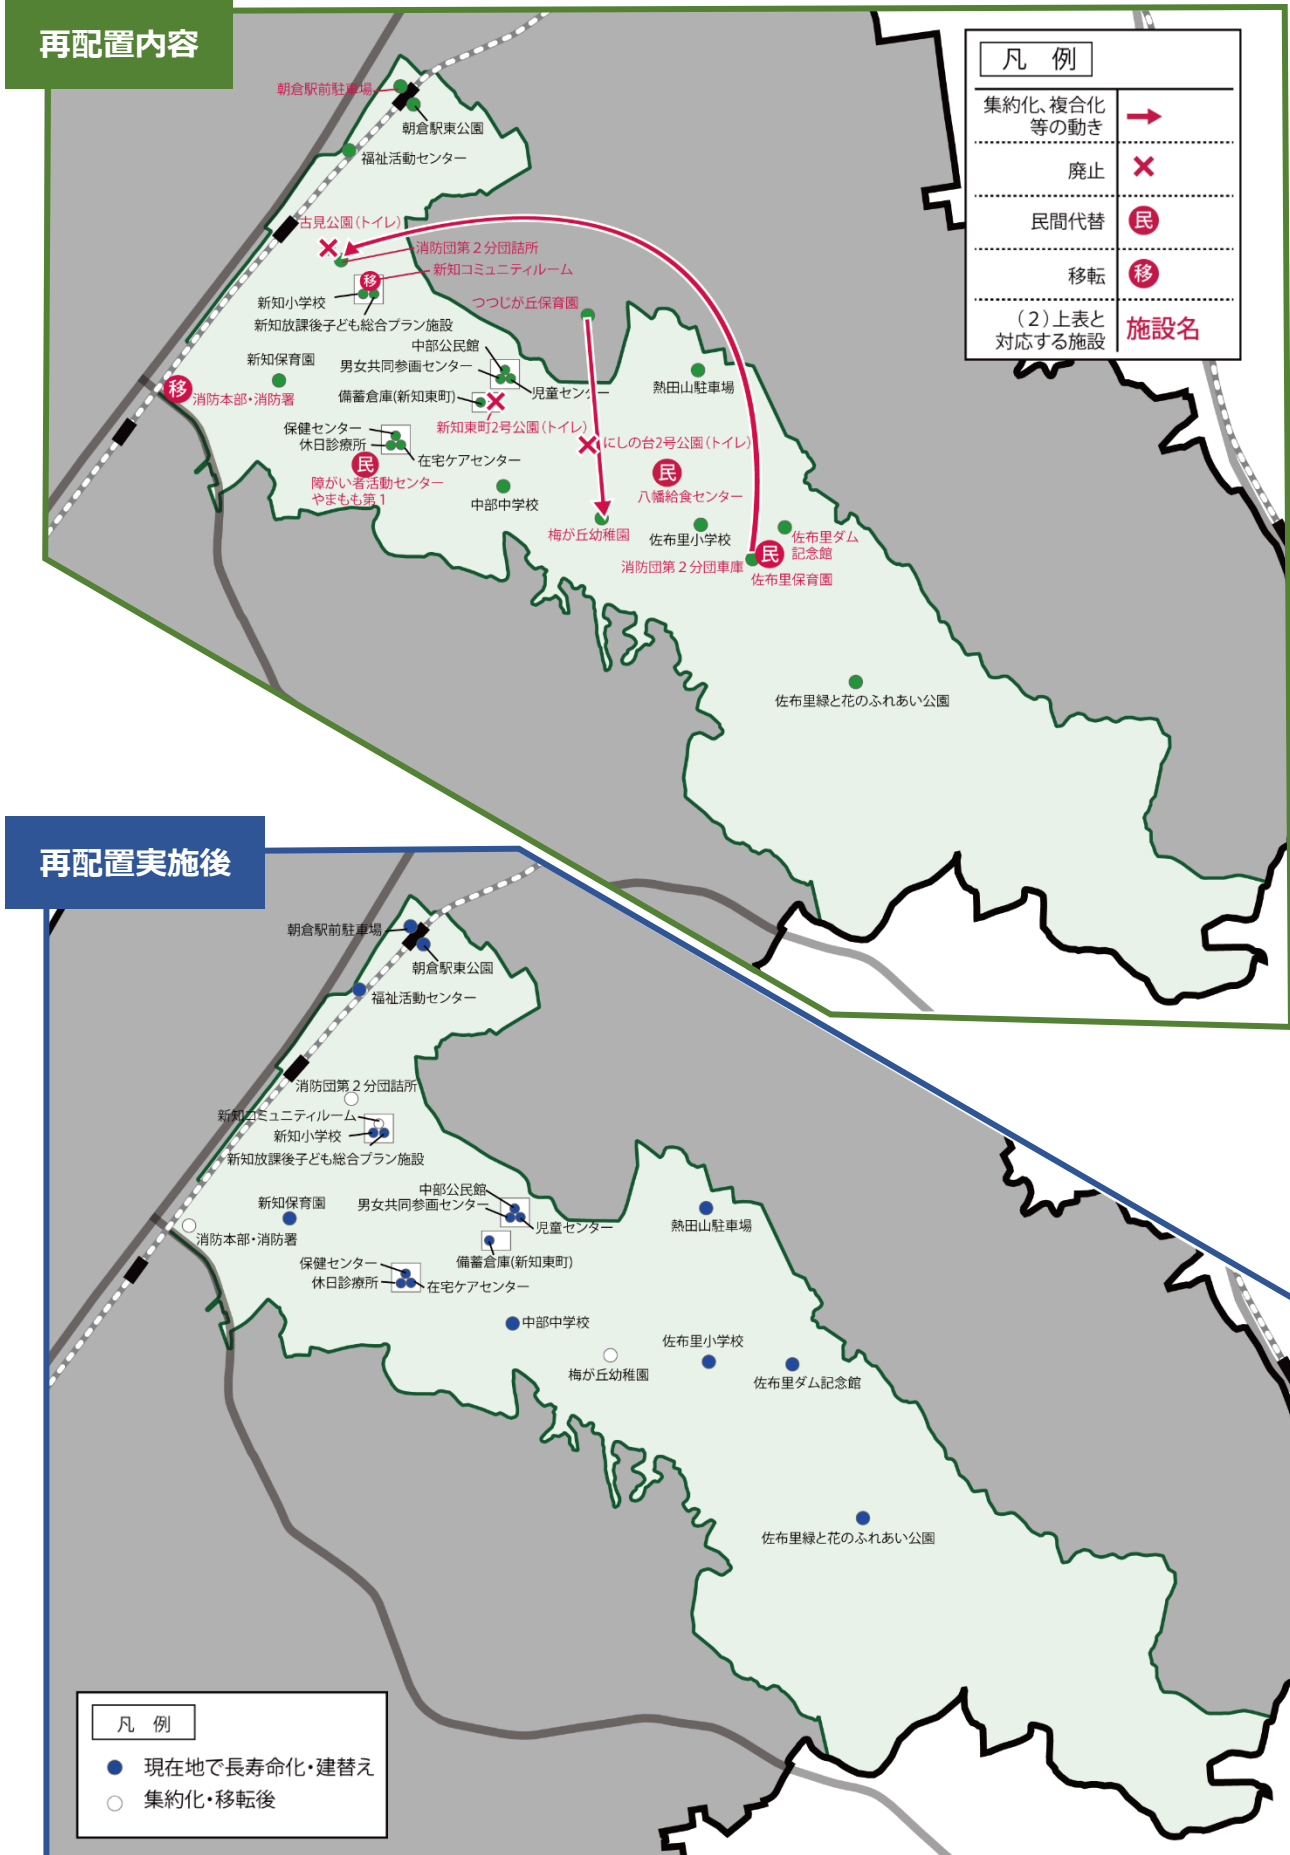 再配置内容
凡 例
集約化、複合化
等の動き
廃止
民間代替
民
移転
移
（２）上表と
対応する施設
施設名
朝倉駅前駐車場
朝倉駅東公園
福祉活動センター
古見公園（トイレ）
消防団第２分団詰所
移
新知コミュニティルーム
新知小学校
新知放課後子ども総合プラン施設
つつじが丘保育園
中部公民館
男女共同参画センター
児童センター
新知保育園
移
消防本部・消防署
備蓄倉庫(新知東町)
新知東町2号公園（トイレ）
熱田山駐車場
保健センター
休日診療所
在宅ケアセンター
民
障がい者活動センター
やまもも第１
にしの台2号公園（トイレ）
民
八幡給食センター
中部中学校
梅が丘幼稚園
佐布里小学校
佐布里ダム
記念館
消防団第２分団車庫
民
佐布里保育園
佐布里緑と花のふれあい公園
再配置実施後
朝倉駅前駐車場
朝倉駅東公園
福祉活動センター
消防団第２分団詰所
新知コミュニティルーム
新知小学校
新知放課後子ども総合プラン施設
中部公民館
男女共同参画センター
児童センター
新知保育園
消防本部・消防署
熱田山駐車場
備蓄倉庫(新知東町)
保健センター
休日診療所
在宅ケアセンター
中部中学校
佐布里小学校
梅が丘幼稚園
佐布里ダム記念館
佐布里緑と花のふれあい公園
凡 例
現在地で長寿命化・建替え
集約化・移転後